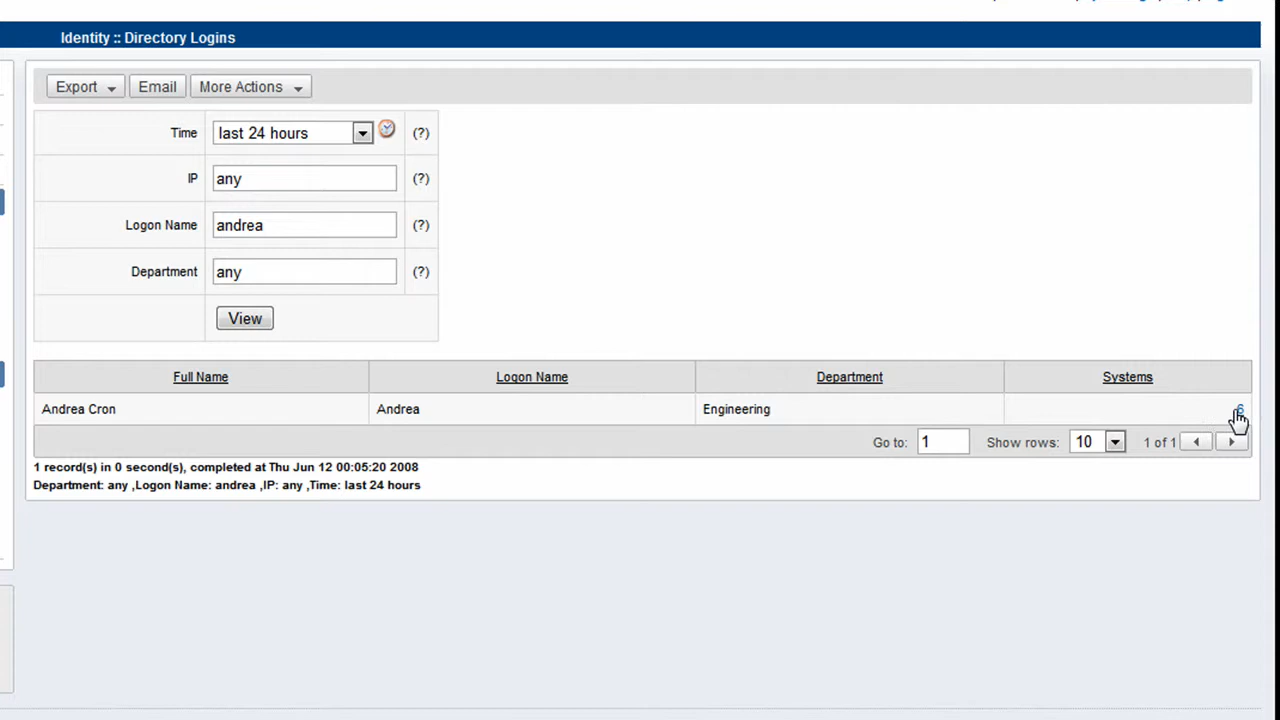 Identity :: Directory Logins
Export Email More Actions
Time last 24 hours (?)
IP any (?)
Logon Name andrea (?)
Department any (?)
View
Full Name Logon Name Department Systems
Andrea Cron Andrea Engineering 6
Go to: 1 Show rows: 10 1 of 1
1 record(s) in 0 second(s), completed at Thu Jun 12 00:05:20 2008
Department: any ,Logon Name: andrea ,IP: any ,Time: last 24 hours